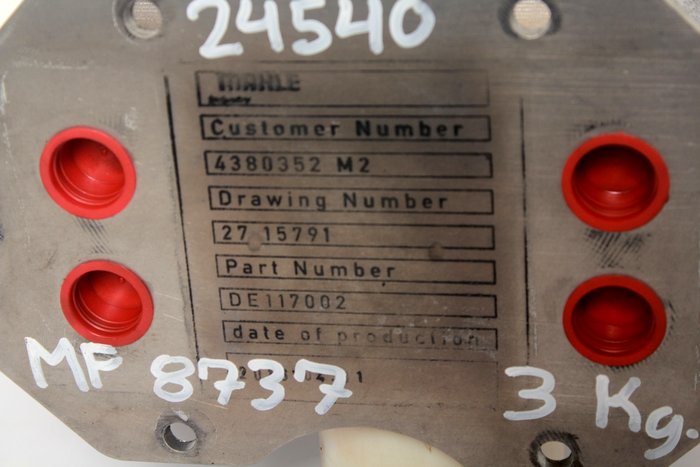 24540
MAHLE
Customer Number
4380352 M2
Drawing Number
27 15791
Part Number
DE117002
date of production
MF 8737 3 Kg.